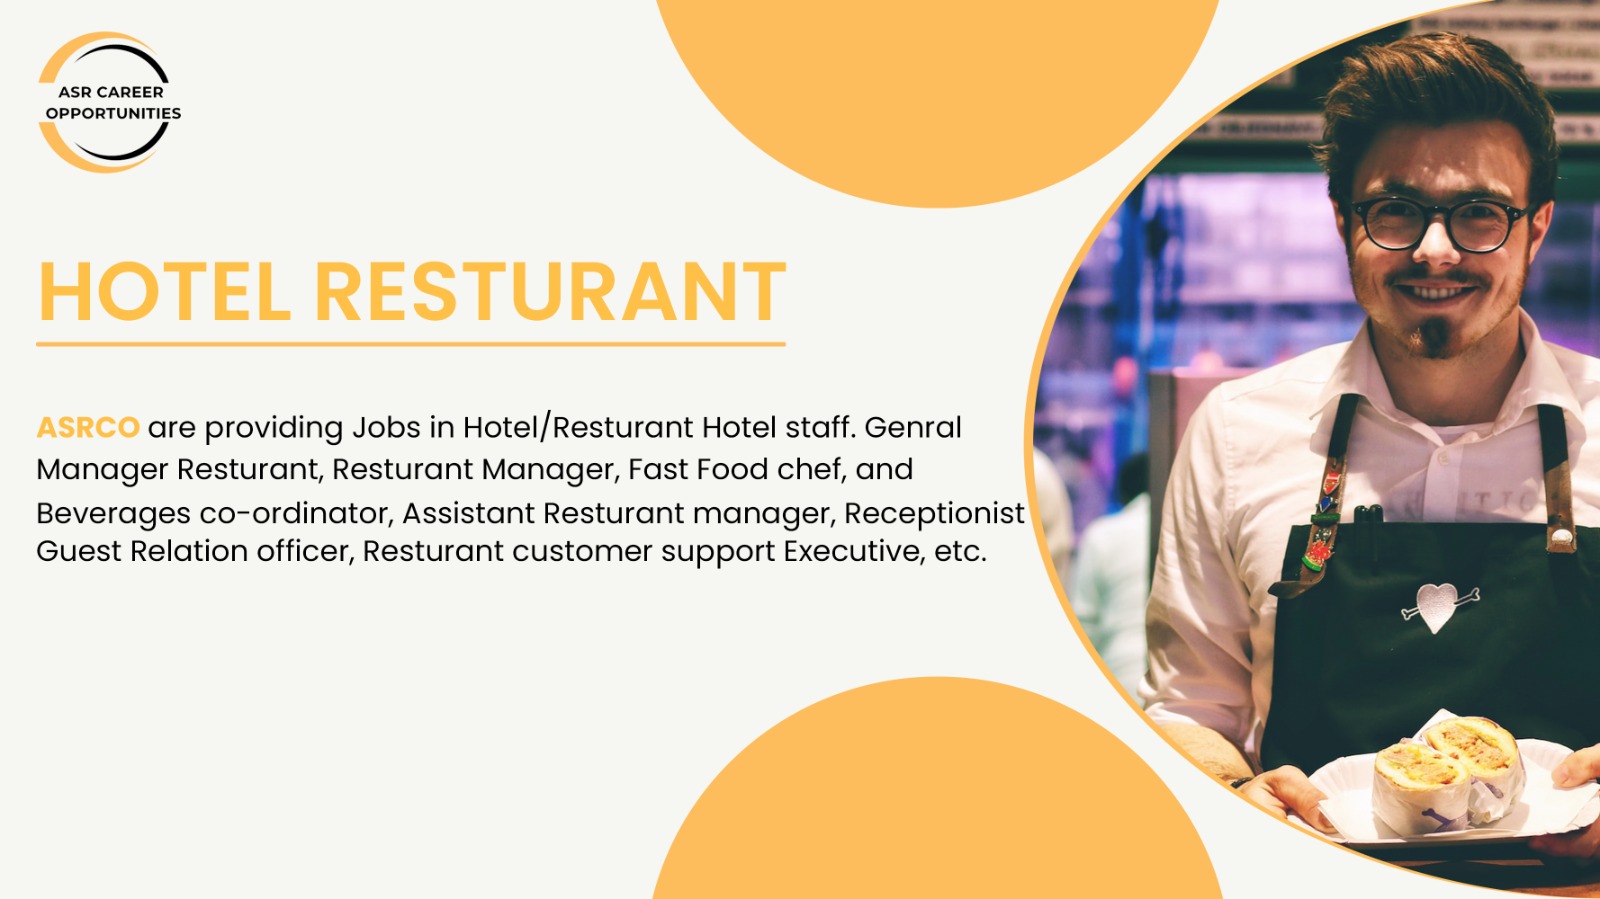 ASR CAREER
OPPORTUNITIES
HOTEL RESTURANT
ASRCO are providing Jobs in Hotel/Resturant Hotel staff. Genral
Manager Resturant, Resturant Manager, Fast Food chef, and
Beverages co-ordinator, Assistant Resturant manager, Receptionist
Guest Relation officer, Resturant customer support Executive, etc.